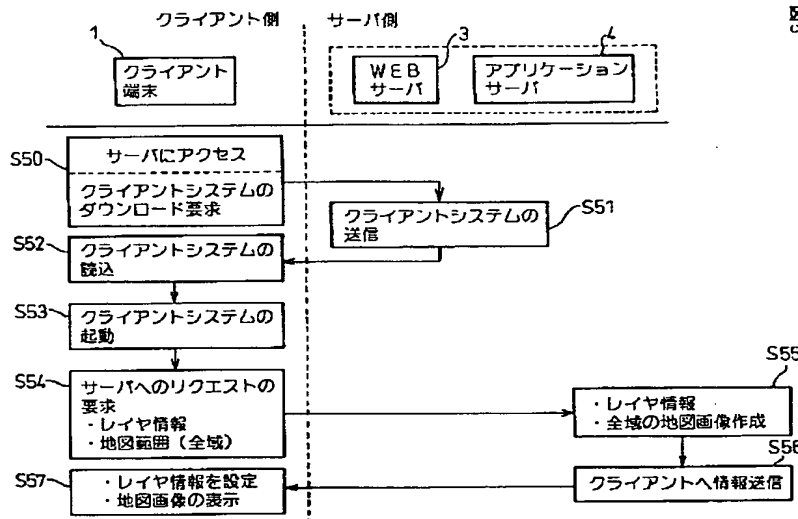 クライアント側
サーバ側
1
3
4
クライアント
端末
WEB
サーバ
アプリケーション
サーバ
S50
サーバにアクセス
クライアントシステムの
ダウンロード要求
S51
クライアントシステムの
送信
S52
クライアントシステムの
読込
S53
クライアントシステムの
起動
S54
サーバへのリクエストの
要求
・レイヤ情報
・地図範囲(全域)
S55
・レイヤ情報
・全域の地図画像作成
S56
クライアントへ情報送信
S57
・レイヤ情報を設定
・地図画像の表示